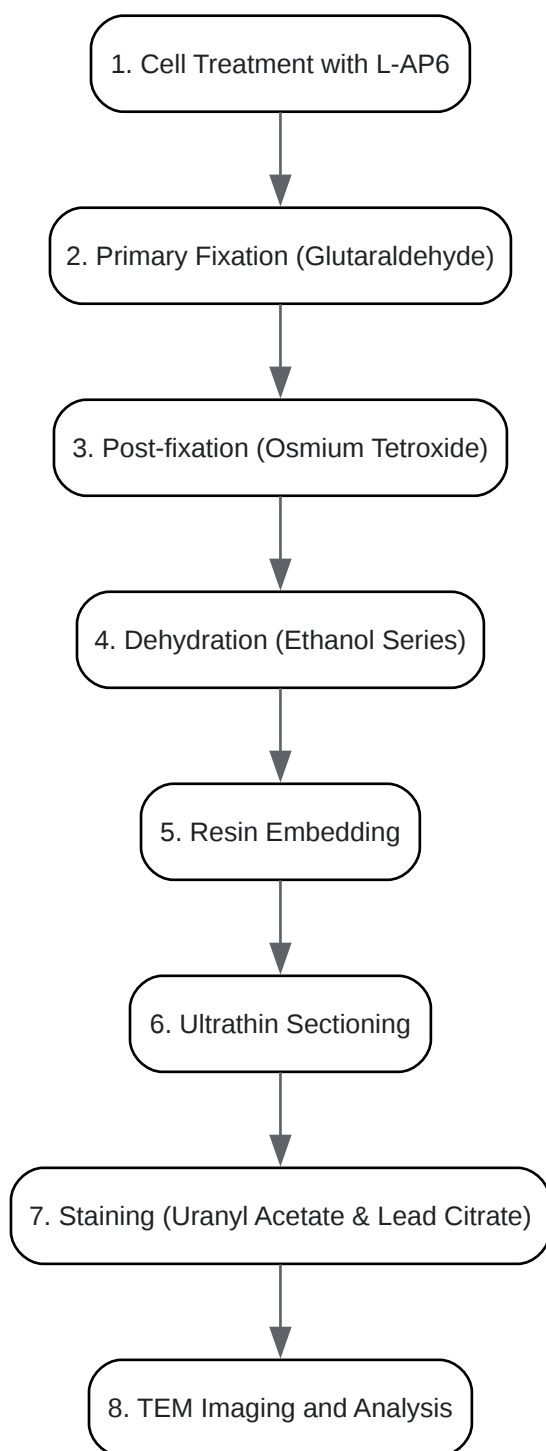 1. Cell Treatment with L-AP6
2. Primary Fixation (Glutaraldehyde)
3. Post-fixation (Osmium Tetroxide)
4. Dehydration (Ethanol Series)
5. Resin Embedding
6. Ultrathin Sectioning
7. Staining (Uranyl Acetate & Lead Citrate)
8. TEM Imaging and Analysis